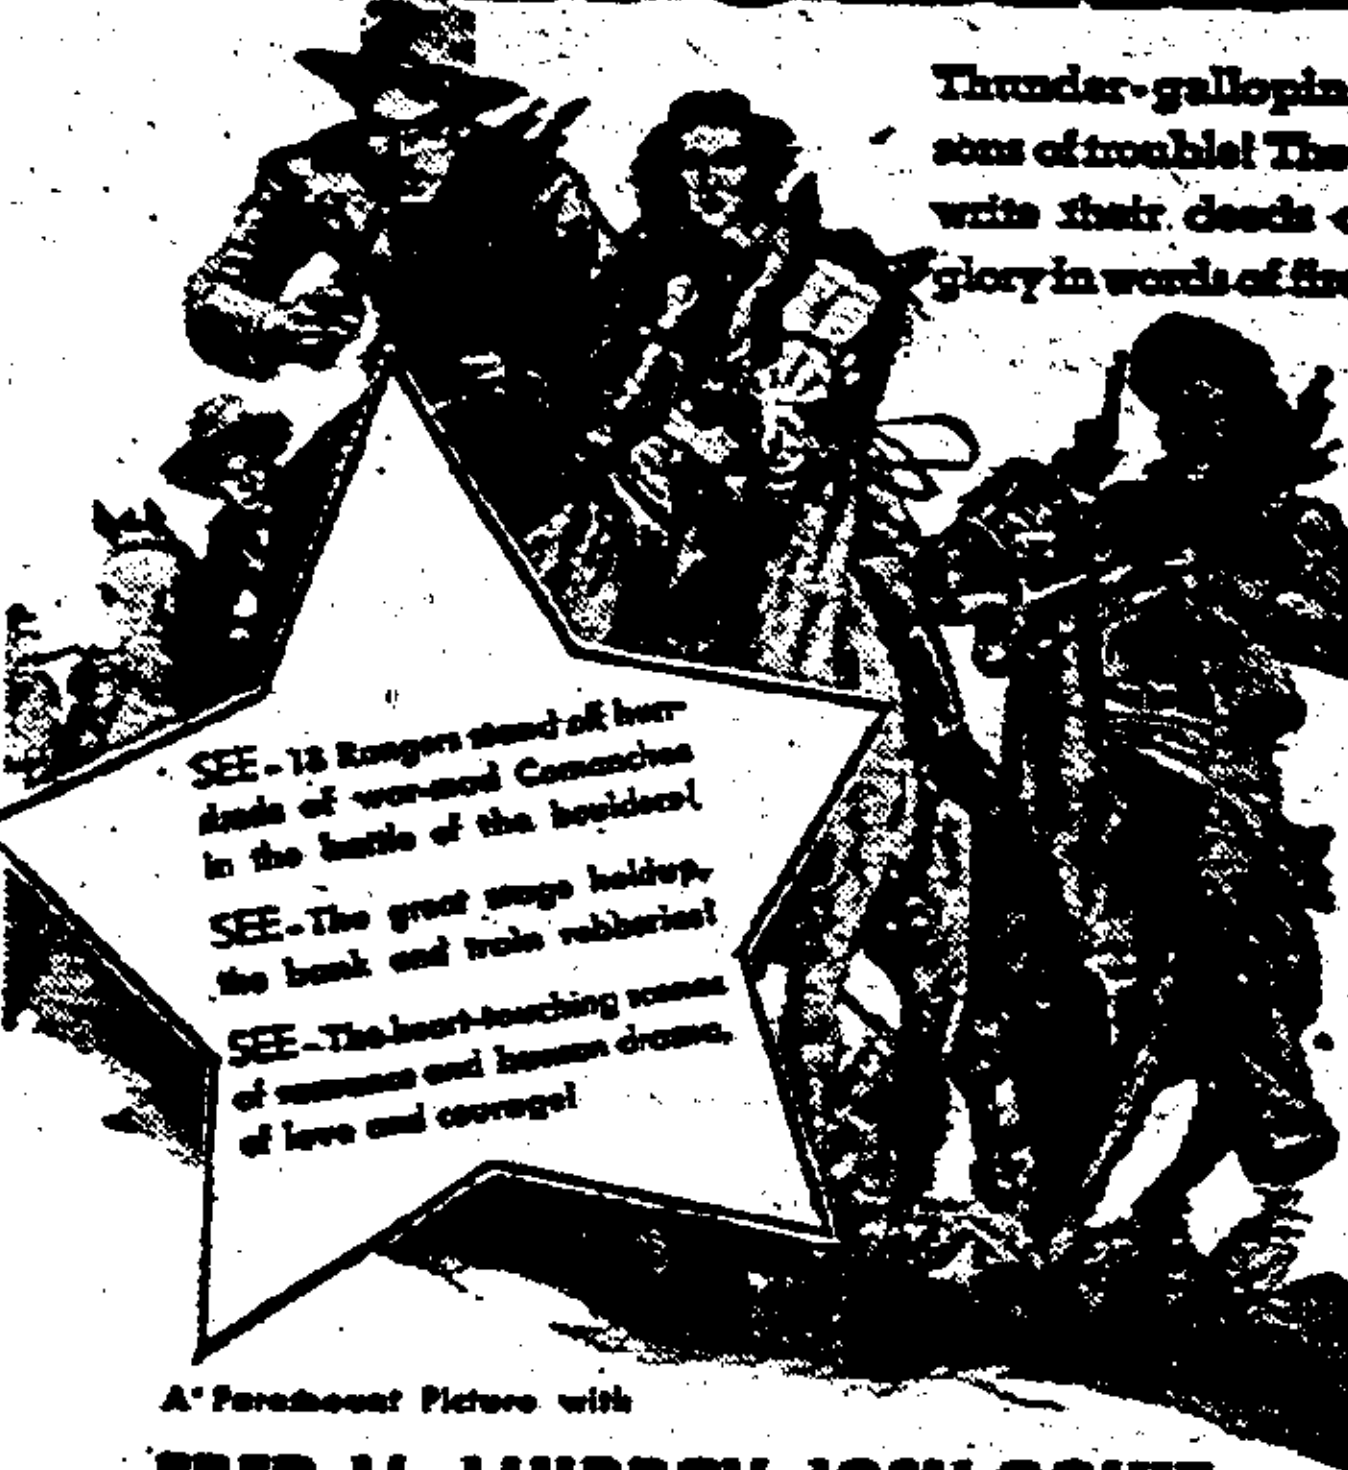 Thunder-gallopin
sons of trouble! The
write their deeds
glory in words of fire
SEE-18 Rangers stand off hun-
dreds of war-mad Comanches
in the battle of the boulders!
SEE-The great stage holdup,
the bank and train robberies!
SEE-The heart-touching scenes
of romance and human drama,
of love and courage!
A Paramount Picture with